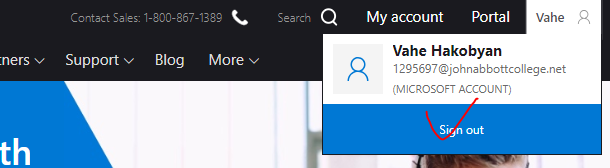 Contact Sales: 1-800-867-1389 Search My account Portal Vahe
tners Support Blog More
Vahe Hakobyan
1295697@johnabbottcollege.net
(MICROSOFT ACCOUNT)
Sign out
th